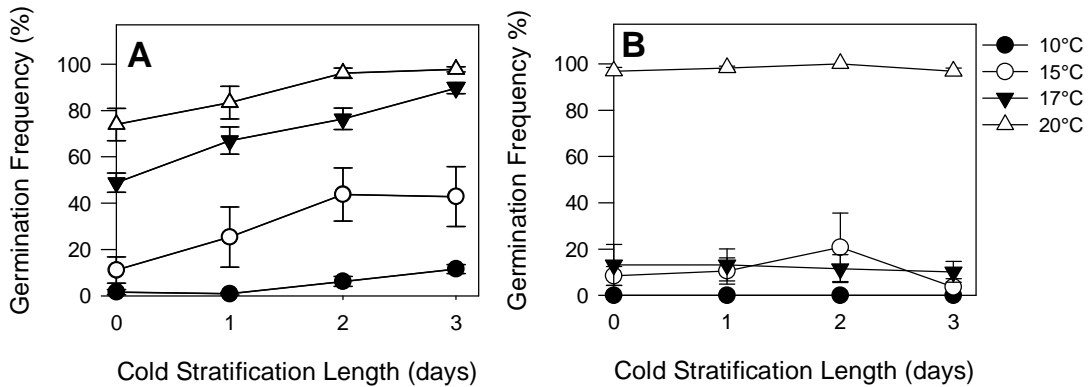 Germination Frequency (%)
A
100
80
60
40
20
0
0 1 2 3
Cold Stratification Length (days)
Germination Frequency %)
B
100
80
60
40
20
0
0 1 2 3
Cold Stratification Length (days)
10°C
15°C
17°C
20°C